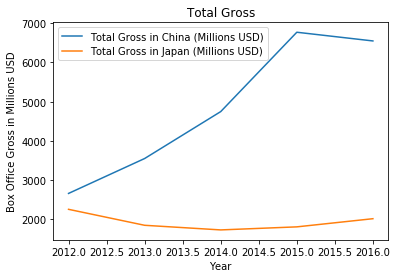 Total Gross
Total Gross in China (Millions USD)
Total Gross in Japan (Millions USD)
Box Office Gross in Millions USD
7000
6000
5000
4000
3000
2000
2012.0 2012.5 2013.0 2013.5 2014.0 2014.5 2015.0 2015.5 2016.0
Year